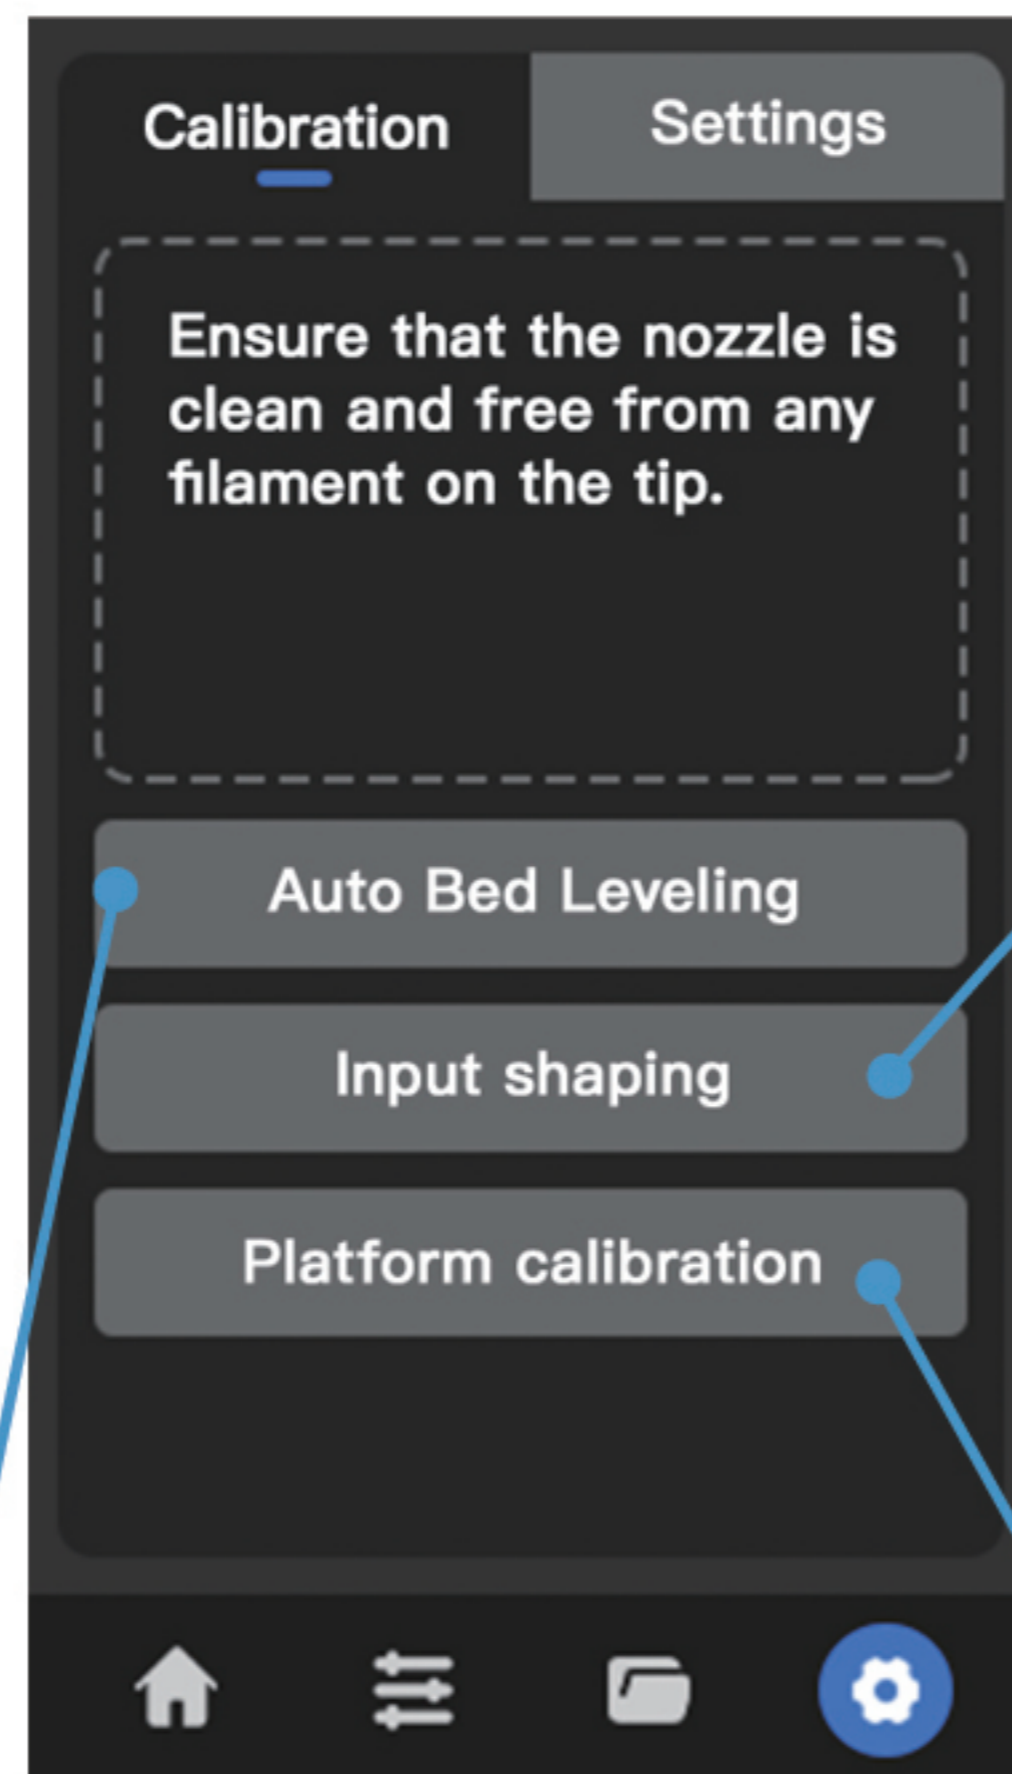 Calibration
Settings
Ensure that the nozzle is
clean and free from any
filament on the tip.
Auto Bed Leveling
Input shaping
Platform calibration